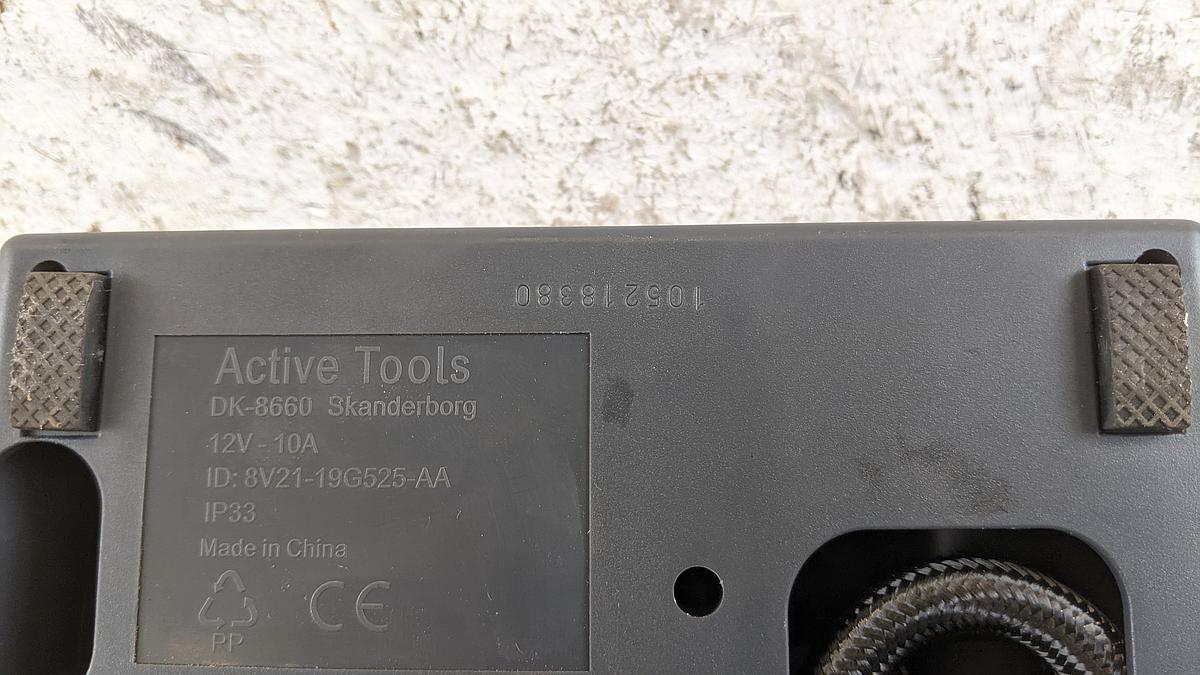 105218380
Active Tools
DK-8660 Skanderborg
12V - 10A
ID: 8V21-19G525-AA
IP33
Made in China
PP
CE